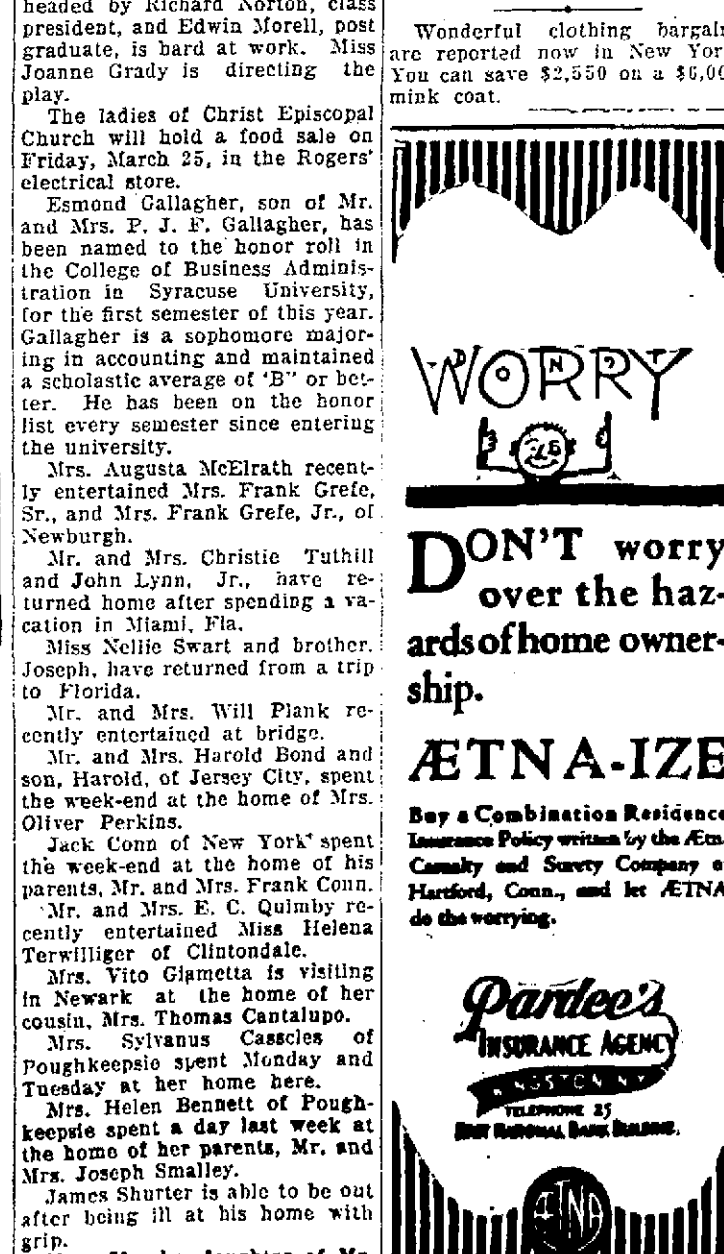 headed by Richard Norton, class
president, and Edwin Morell, post
graduate, is hard at work. Miss
Joanne Grady is directing the
play.
The ladies of Christ Episcopal
Church will hold a food sale on
Friday, March 25, in the Rogers'
electrical store.
Esmond Gallagher, son of Mr.
and Mrs. P. J. F. Gallagher, has
been named to the honor roll in
the College of Business Adminis-
tration in Syracuse University,
for the first semester of this year.
Gallagher is a sophomore major-
ing in accounting and maintained
a scholastic average of 'B" or bet-
ter. He has been on the honor
list every semester since entering
the university.
Mrs. Augusta McElrath recent-
ly entertained Mrs. Frank Grefe,
Sr., and Mrs. Frank Grefe, Jr., of
Newburgh.
Mr. and Mrs. Christie Tuthill
and John Lynn, Jr., have re-
turned home after spending a va-
cation in Miami, Fla.
Miss Nellie Swart and brother.
Joseph, have returned from a trip
to Florida.
Mr. and Mrs. Will Plank re-
cently entertained at bridge.
Mr. and Mrs. Harold Bond and
son, Harold, of Jersey City, spent
the week-end at the home of Mrs.
Oliver Perkins.
Jack Conn of New York spent
the week-end at the home of his
parents, Mr. and Mrs. Frank Conn.
Mr. and Mrs. E. C. Quimby re-
cently entertained Miss Helena
Terwilliger of Clintondale.
Mrs. Vito Giametta is visiting
in Newark at the home of her
cousin, Mrs. Thomas Cantalupo.
Mrs. Sylvanus Casscles of
Poughkeepsie spent Monday and
Tuesday at her home here.
Mrs. Helen Bennett of Pough-
keepsie spent a day last week at
the home of her parents, Mr. and
Mrs. Joseph Smalley.
James Shurter is able to be out
after being ill at his home with
grip.
daughter of Mr.
Wonderful clothing bargain
are reported now in New Yor
You can save $2,550 on a $6,00
mink coat.
DON'T
WORRY
DON'T worry
over the haz-
ards of home owner-
ship.
ÆTNA-IZE
Buy a Combination Residence
Insurance Policy written by the Ætn
Casualty and Surety Company o
Hartford, Conn., and let ÆTNA
do the worrying.
Pardee's
INSURANCE AGENCY
KINGSTON NY
TELEPHONE 25
FIRST NATIONAL BANK BUILDING.
ÆTNA